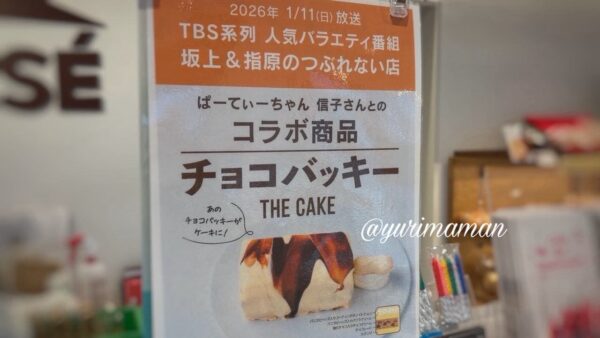 SÉ
2026年 1/11(日)放送
TBS系列 人気バラエティ番組
坂上&指原のつぶれない店
ぱーてぃーちゃん 信子さんとの
コラボ商品
チョコバッキー
THE CAKE
あの
チョコバッキーが
ケーキに!
@yurimaman